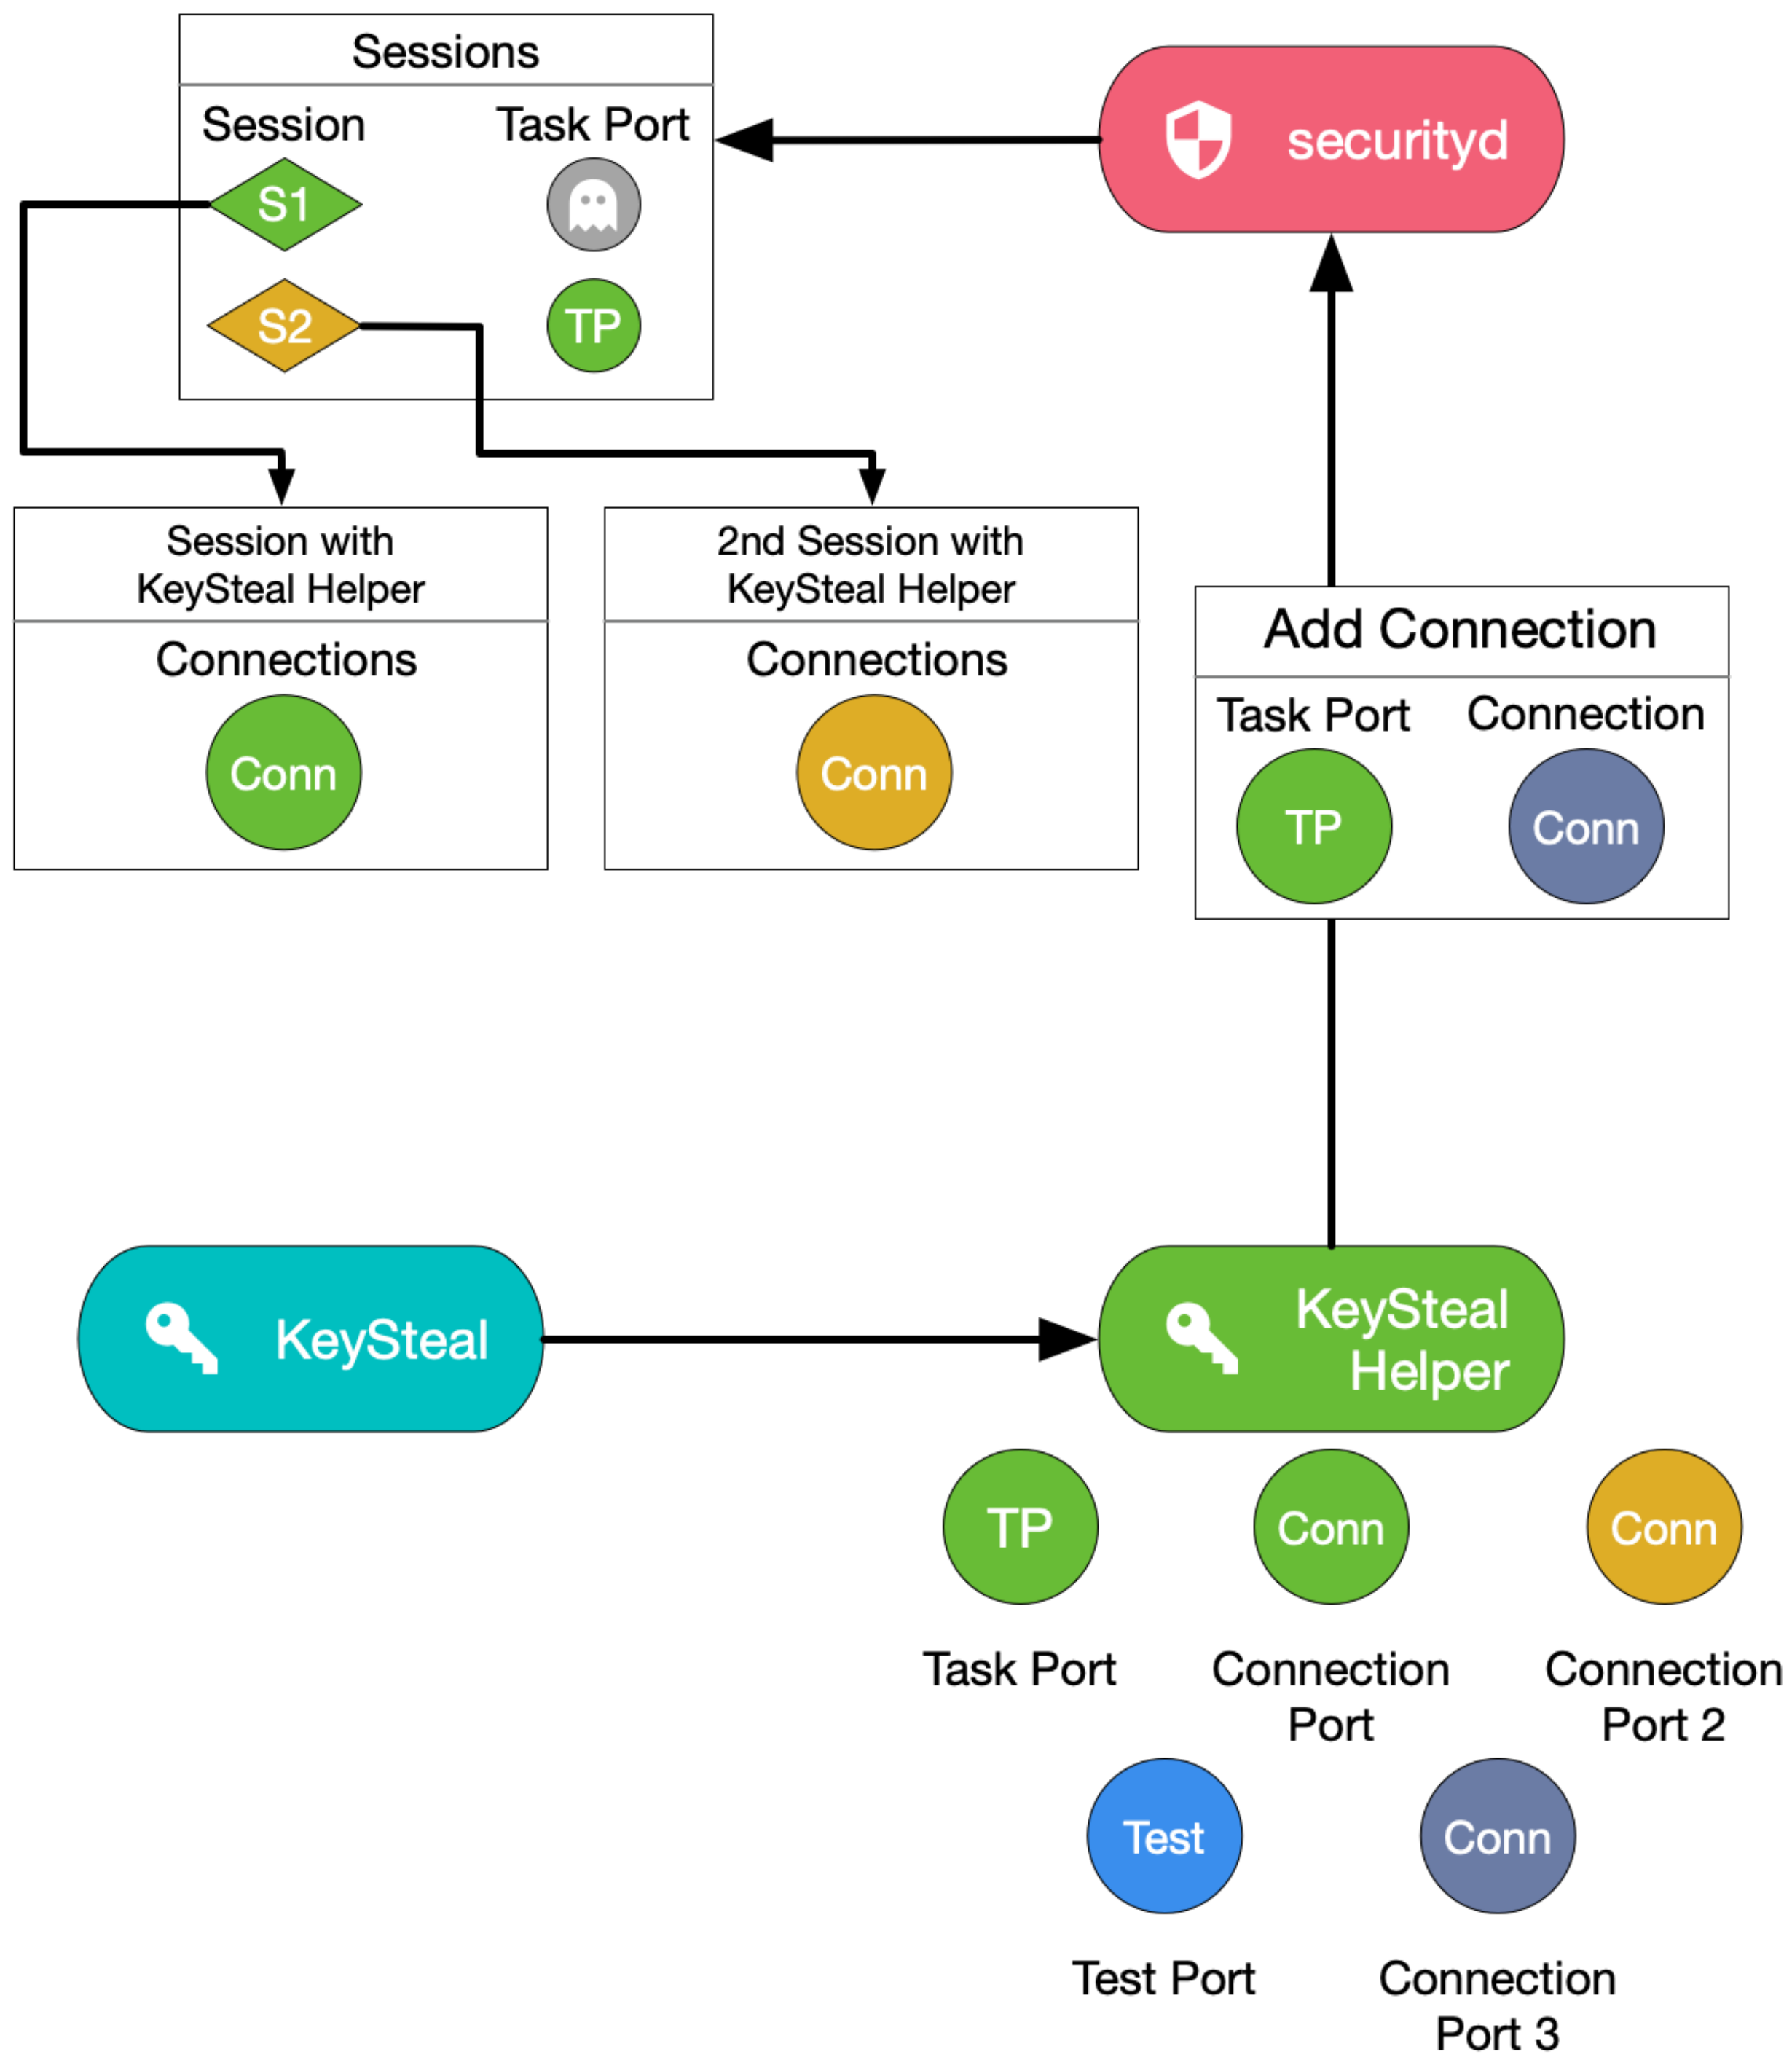 Sessions
Session
Task Port
S1
S2
TP
securityd
Session with
KeySteal Helper
Connections
Conn
2nd Session with
KeySteal Helper
Connections
Conn
Add Connection
Task Port
Connection
TP
Conn
KeySteal
KeySteal
Helper
TP
Conn
Conn
Task Port
Connection
Port
Connection
Port 2
Test
Conn
Test Port
Connection
Port 3